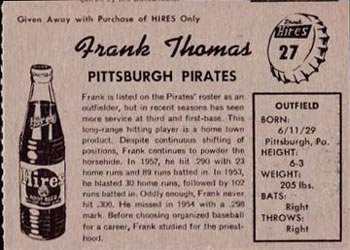 Given Away with Purchase of HIRES Only
Drink
Hires
27
Frank Thomas
PITTSBURGH PIRATES
Frank is listed on the Pirates' roster as an
outfielder, but in recent seasons has seen
more service at third and first-base. This
long-range hitting player is a home town
product. Despite continuous shifting of
positions, Frank continues to powder the
horsehide. In 1957, he hit .290 with 23
home runs and 89 runs batted in. In 1953,
he blasted 30 home runs, followed by 102
runs batted in. Oddly enough, Frank never
hit .300. He missed in 1954 with a .298
mark. Before choosing organized baseball
for a career, Frank studied for the priest-
hood.
OUTFIELD
BORN:
6/11/29
Pittsburgh, Pa.
HEIGHT:
6-3
WEIGHT:
205 lbs.
BATS:
Right
THROWS:
Right
Hires